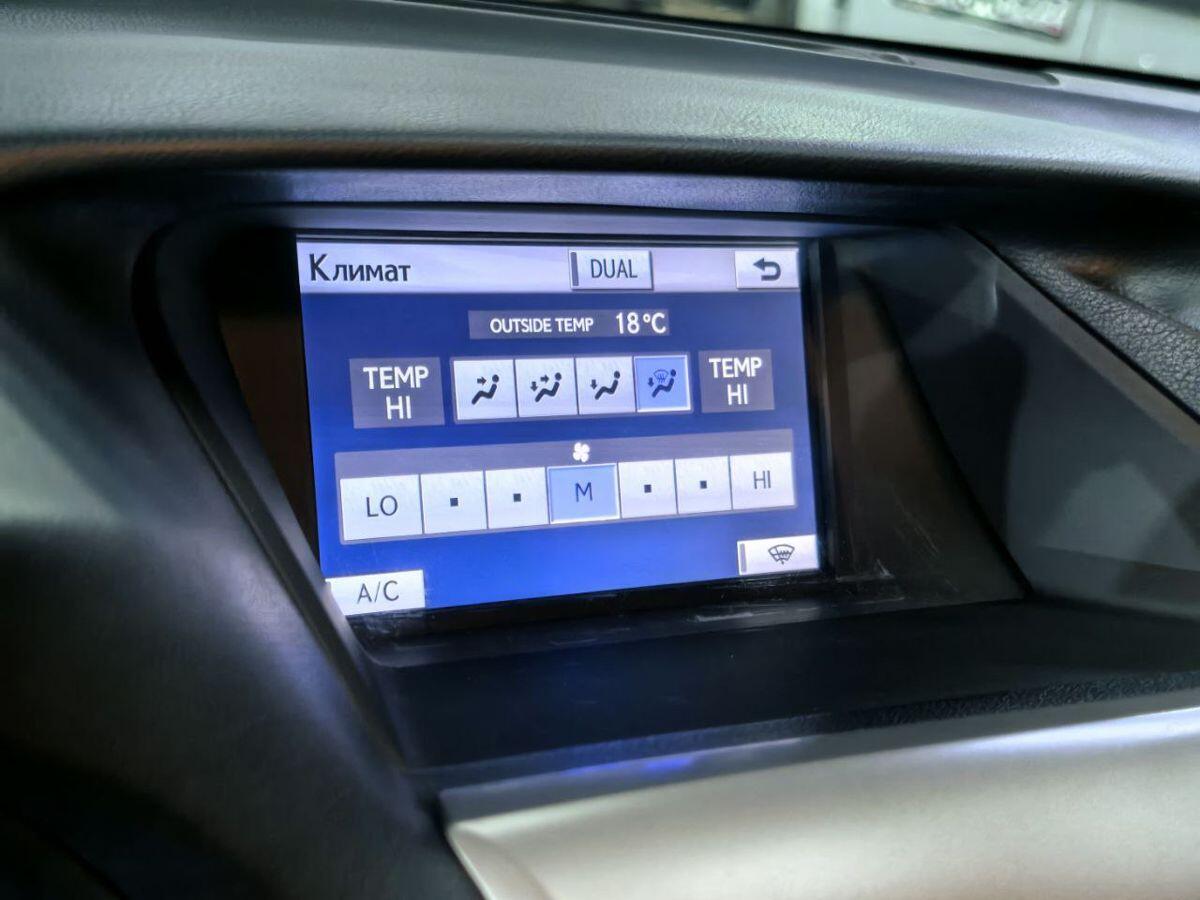 Климат
DUAL
OUTSIDE TEMP 18°C
TEMP HI
TEMP HI
LO
M
HI
A/C